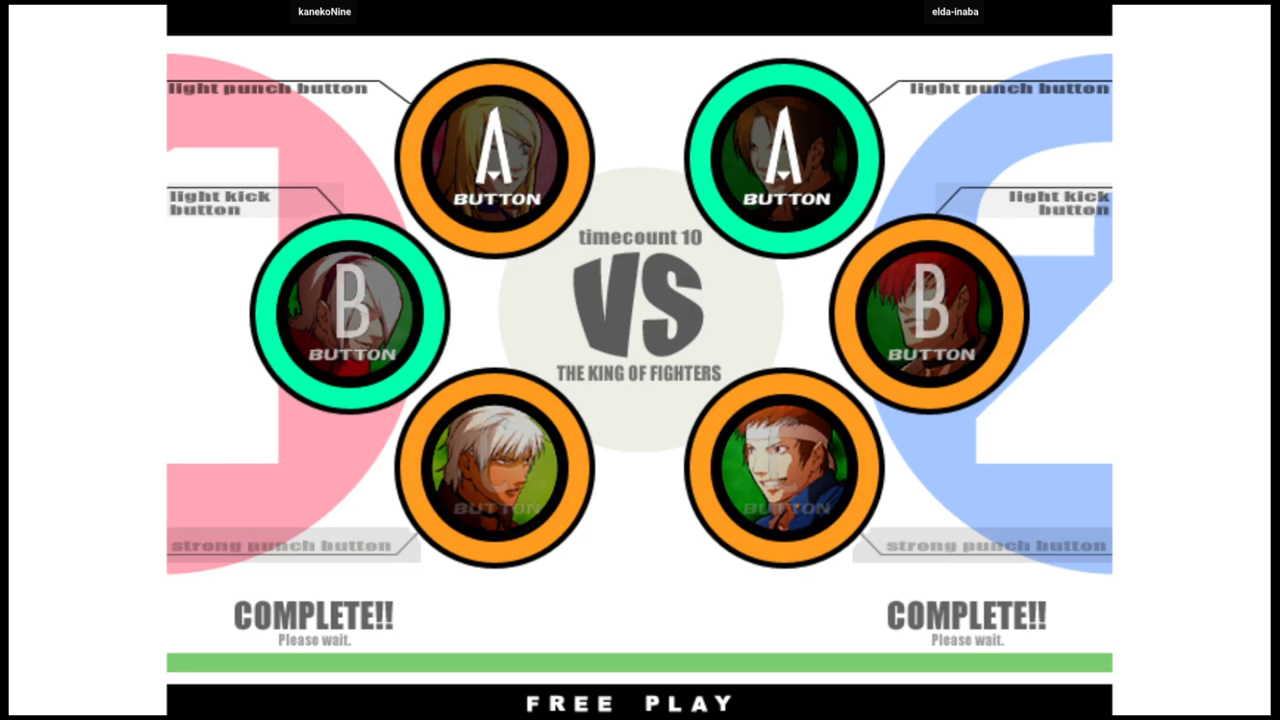 kanekoNine
elda-inaba
light punch button
light punch button
A
BUTTON
A
BUTTON
light kick
button
light kick
button
timecount 10
VS
THE KING OF FIGHTERS
B
BUTTON
B
BUTTON
BUTTON
BUTTON
strong punch button
strong punch button
COMPLETE!!
Please wait.
COMPLETE!!
Please wait.
FREE PLAY